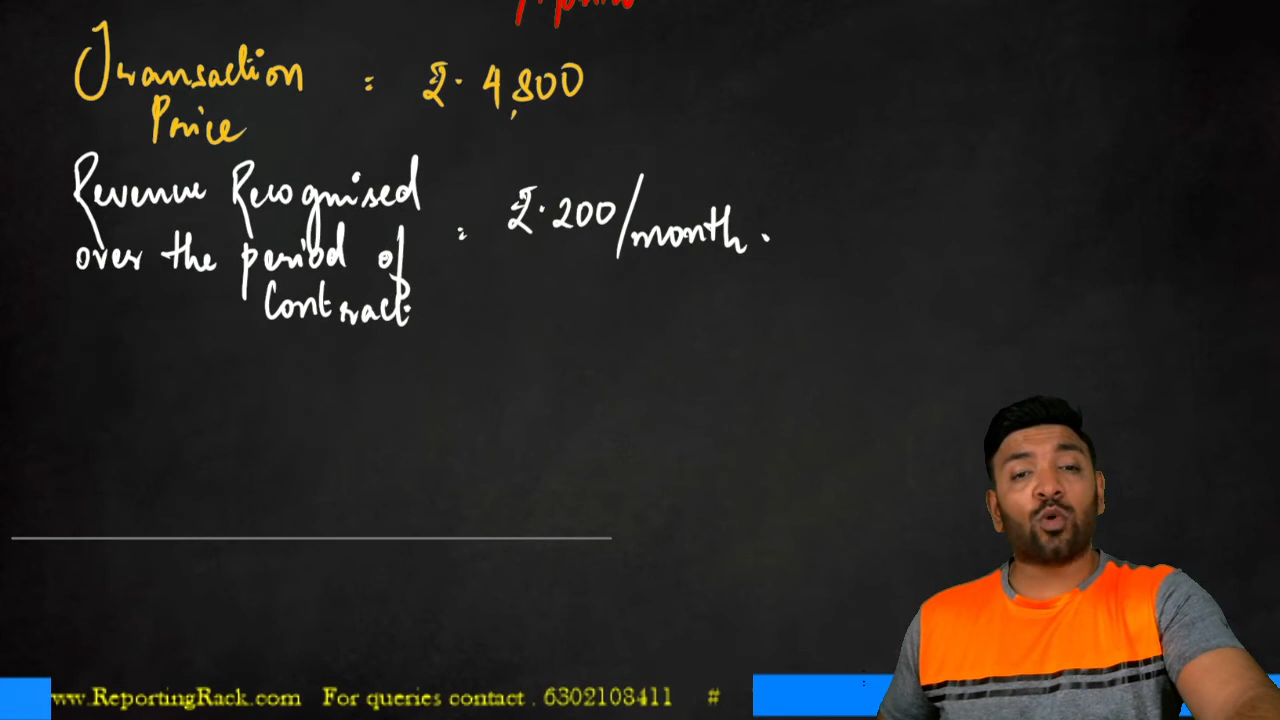 Transaction = ₹. 4,800
Price
Revenue Recognised
over the period of = ₹. 200/month.
Contract
ww.ReportingRack.com For queries contact . 6302108411 #